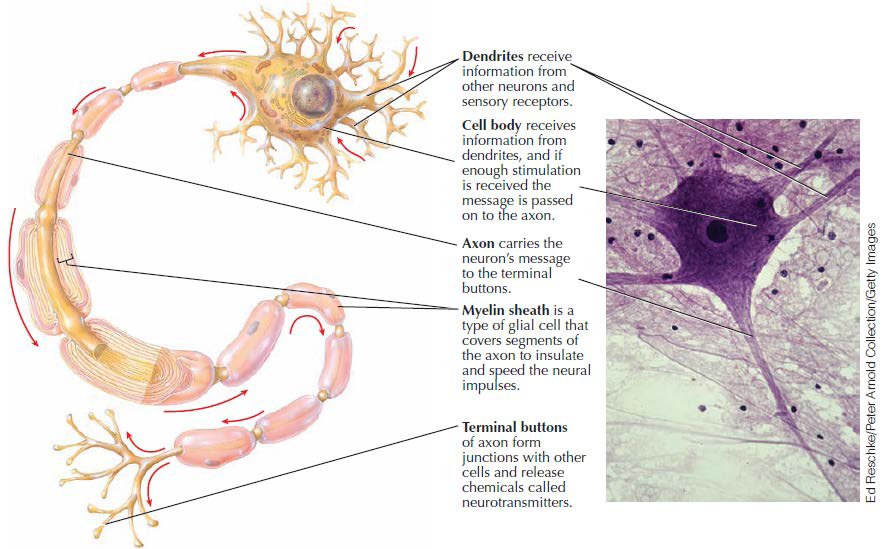 Dendrites receive
information from
other neurons and
sensory receptors.
Cell body receives
information from
dendrites, and if
enough stimulation
is received the
message is passed
on to the axon.
Axon carries the
neuron's message
to the terminal
buttons.
Myelin sheath is a
type of glial cell that
covers segments of
the axon to insulate
and speed the neural
impulses.
Terminal buttons
of axon form
junctions with other
cells and release
chemicals called
neurotransmitters.
Ed Reschke/Peter Arnold Collection/Getty Images